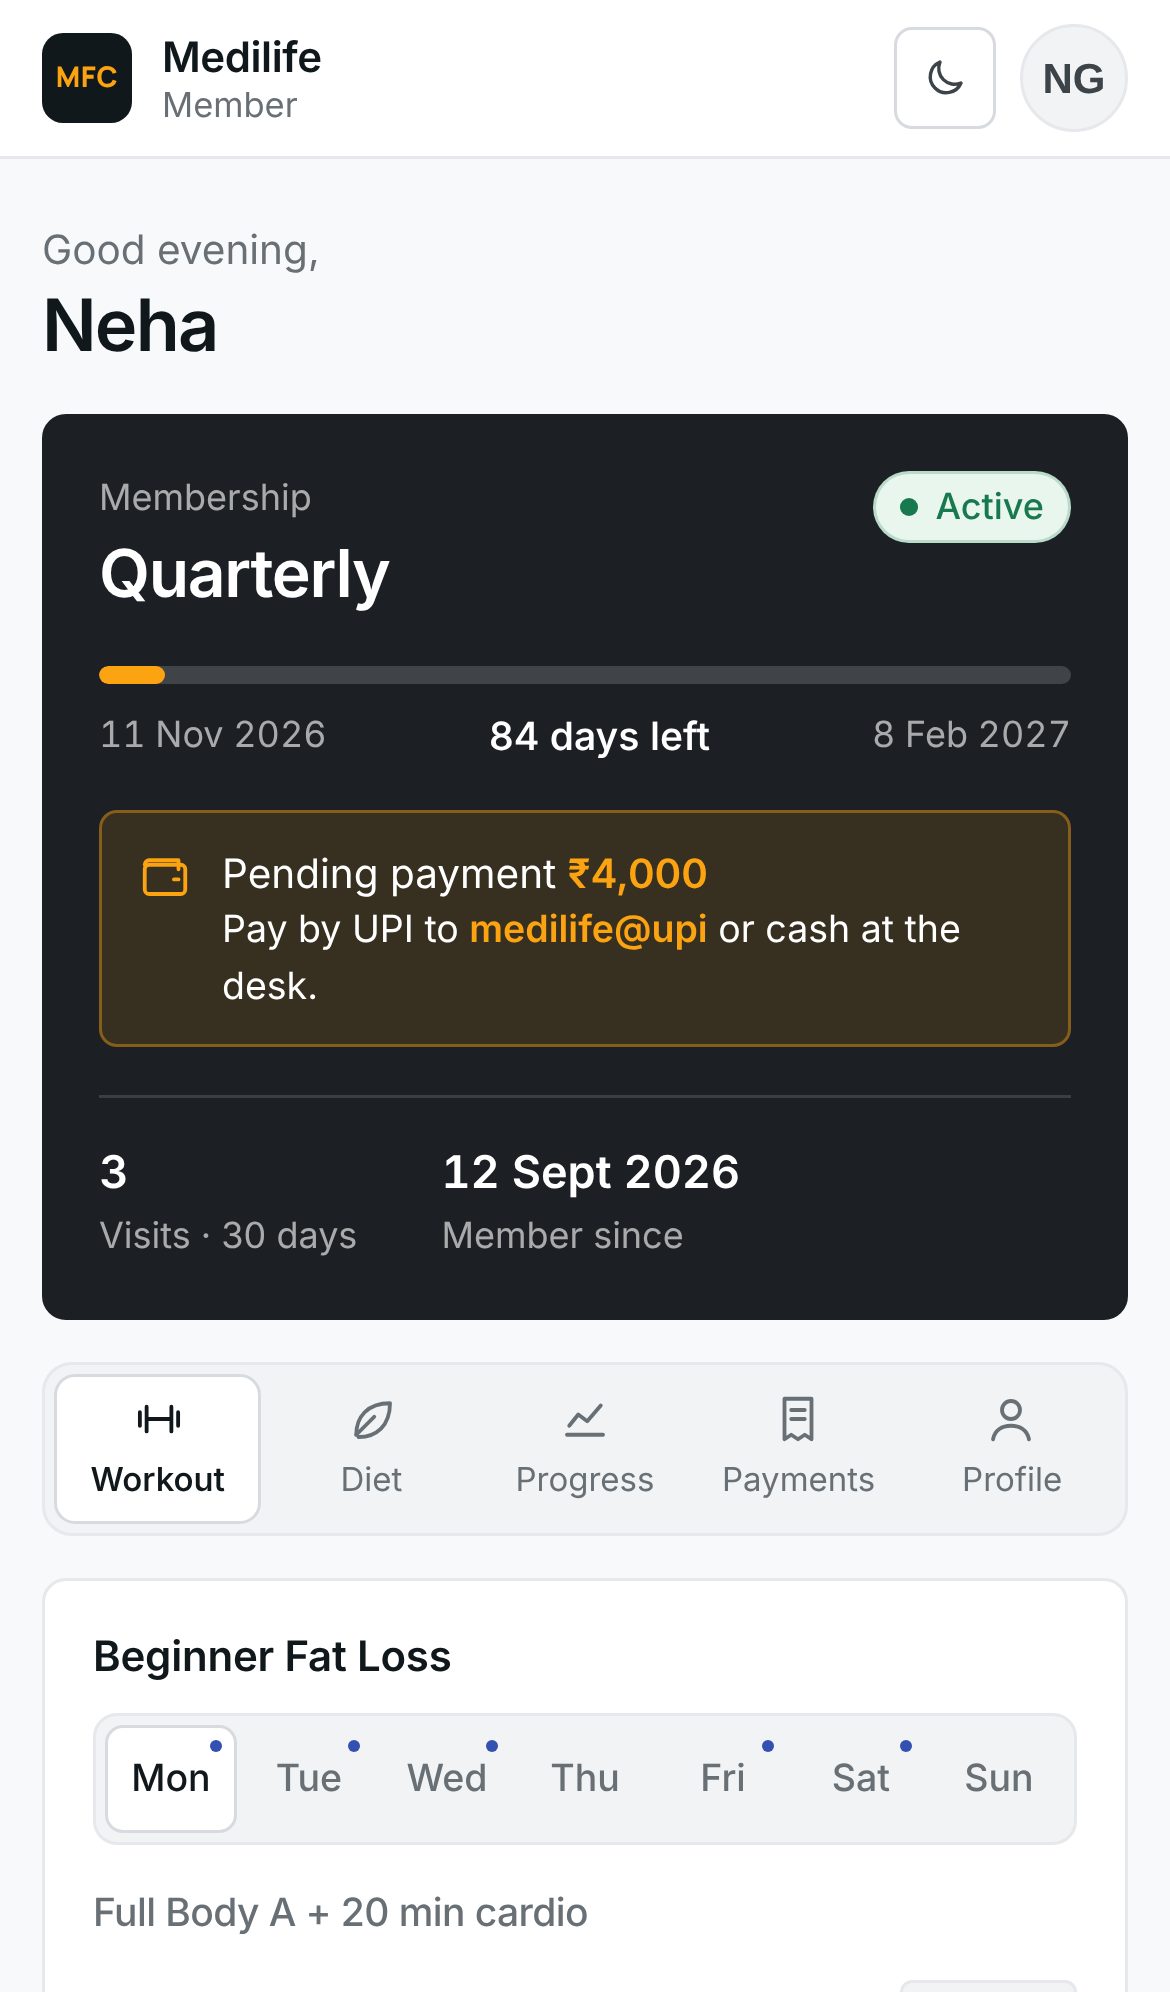 MFC
Medilife
Member
NG
Good evening,
Neha
Membership
Active
Quarterly
11 Nov 2026
84 days left
8 Feb 2027
Pending payment ₹4,000
Pay by UPI to medilife@upi or cash at the
desk.
3
12 Sept 2026
Visits · 30 days
Member since
Workout
Diet
Progress
Payments
Profile
Beginner Fat Loss
Mon
Tue
Wed
Thu
Fri
Sat
Sun
Full Body A + 20 min cardio